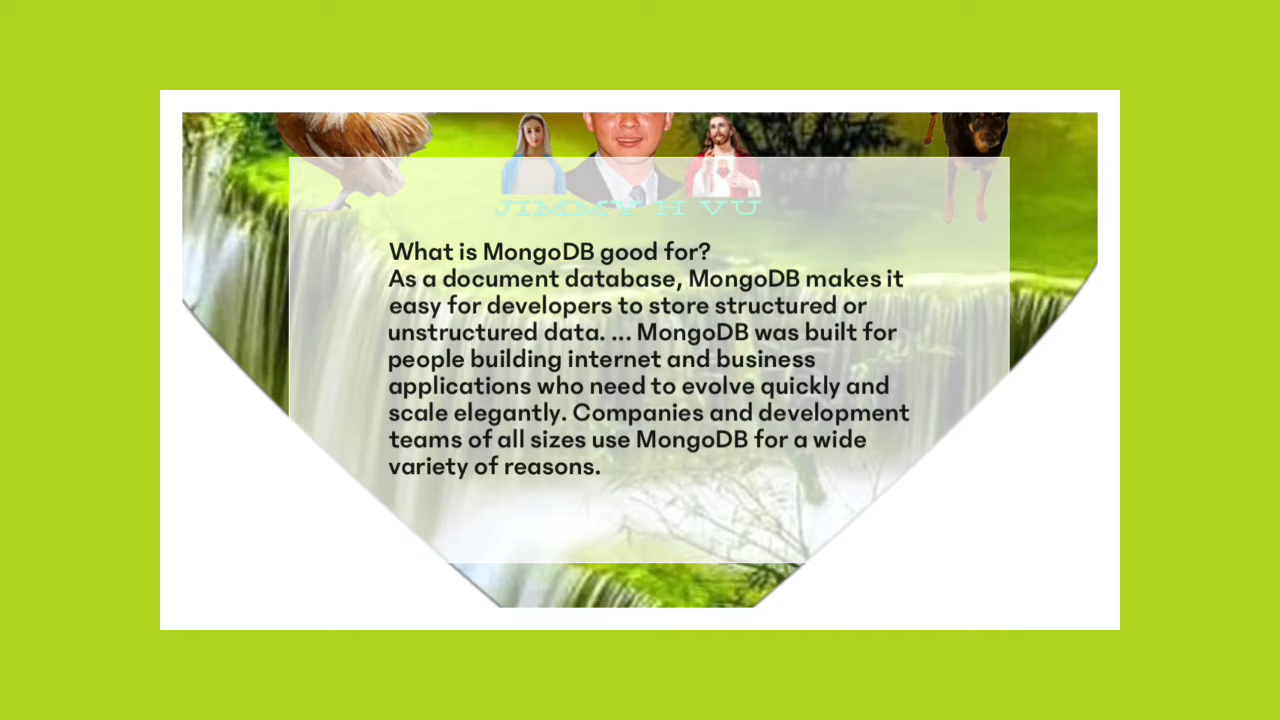 JIMMY H VU
What is MongoDB good for?
As a document database, MongoDB makes it
easy for developers to store structured or
unstructured data. ... MongoDB was built for
people building internet and business
applications who need to evolve quickly and
scale elegantly. Companies and development
teams of all sizes use MongoDB for a wide
variety of reasons.